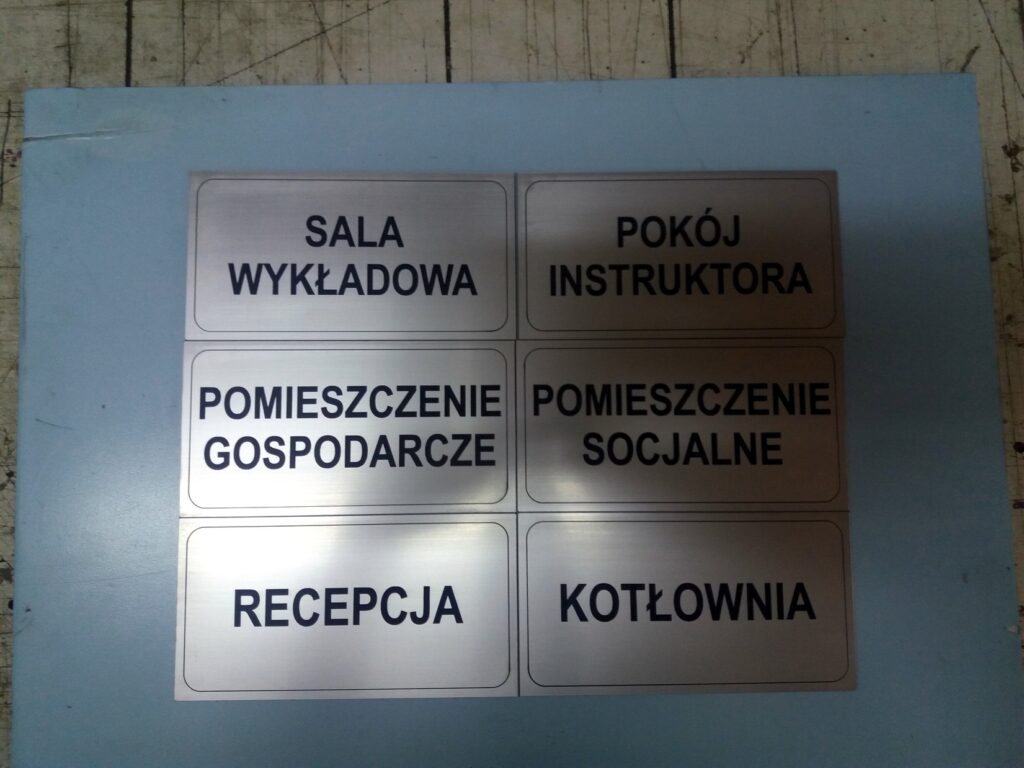 SALA
WYKŁADOWA
POKÓJ
INSTRUKTORA
POMIESZCZENIE
GOSPODARCZE
POMIESZCZENIE
SOCJALNE
RECEPCJA
KOTŁOWNIA